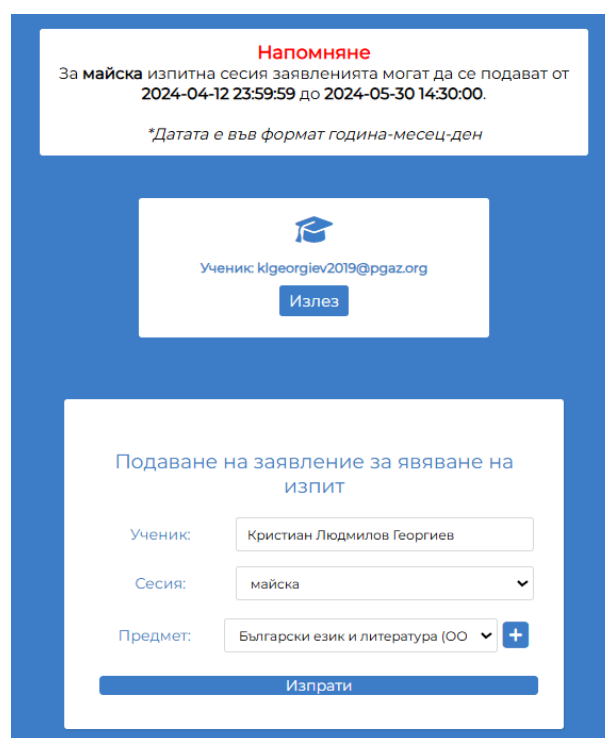 Напомняне
За майска изпитна сесия заявленията могат да се подават от
2024-04-12 23:59:59 до 2024-05-30 14:30:00.
*Датата е във формат година-месец-ден
Ученик: klgeorgiev2019@pgaz.org
Излез
Подаване на заявление за явяване на
изпит
Ученик: Кристиан Людмилов Георгиев
Сесия: майска
Предмет: Български език и литература (ОО +
Изпрати